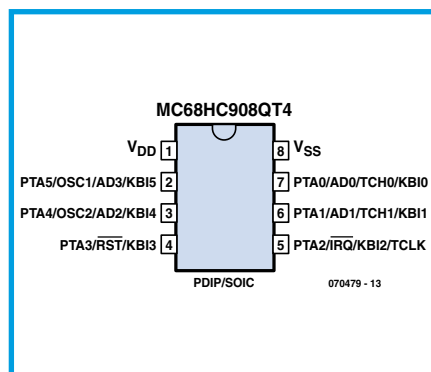 MC68HC908QT4
VDD 1 8 VSS
PTA5/OSC1/AD3/KBI5 2 7 PTA0/AD0/TCH0/KBI0
PTA4/OSC2/AD2/KBI4 3 6 PTA1/AD1/TCH1/KBI1
PTA3/RST/KBI3 4 5 PTA2/IRQ/KBI2/TCLK
PDIP/SOIC 070479 - 13